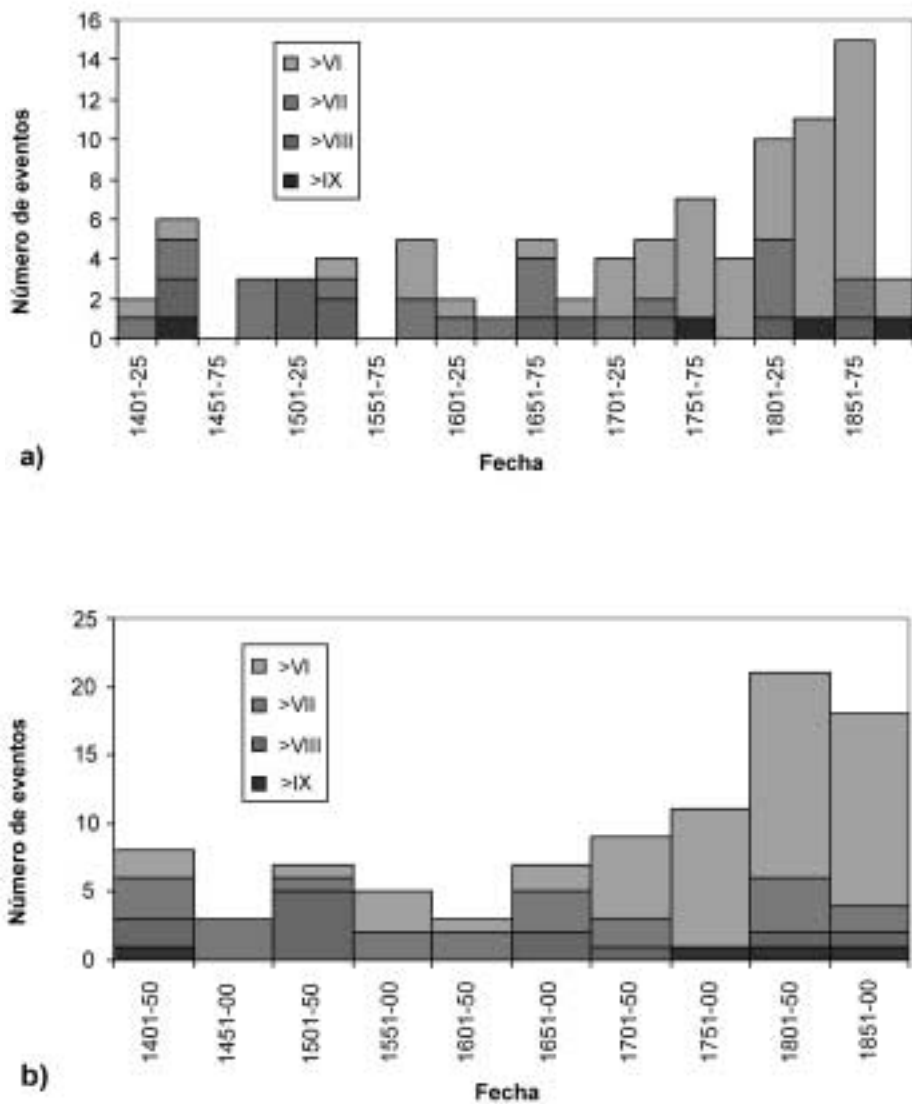 16
14
12
10
8
6
4
2
0
Número de eventos
>VI
>VII
>VIII
>IX
1401-25
1451-75
1501-25
1551-75
1601-25
1651-75
1701-25
1751-75
1801-25
1851-75
Fecha
a)
25
20
15
10
5
0
Número de eventos
>VI
>VII
>VIII
>IX
1401-50
1451-00
1501-50
1551-00
1601-50
1651-00
1701-50
1751-00
1801-50
1851-00
Fecha
b)